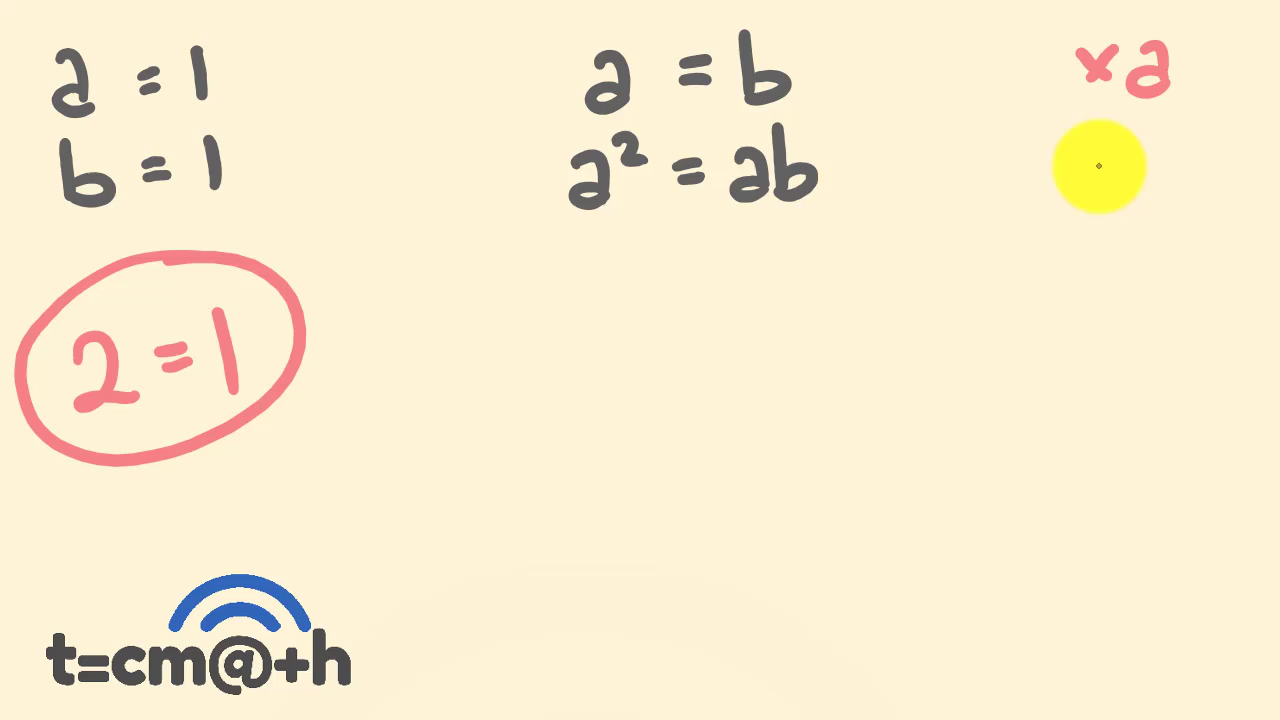 a = 1
b = 1
2 = 1
a = b
a² = ab
×a
t=cm@+h